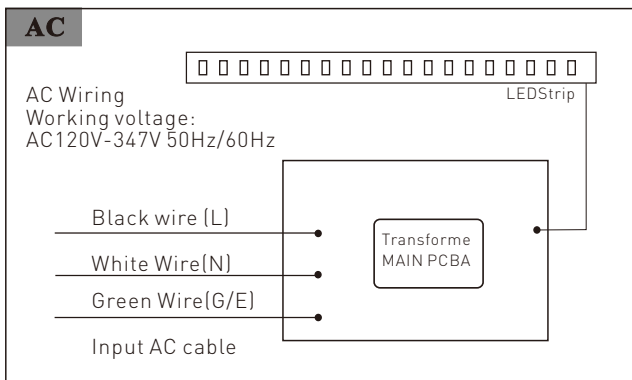 AC
LEDStrip
AC Wiring
Working voltage:
AC120V-347V 50Hz/60Hz
Black wire (L)
White Wire(N)
Green Wire(G/E)
Input AC cable
Transforme
MAIN PCBA